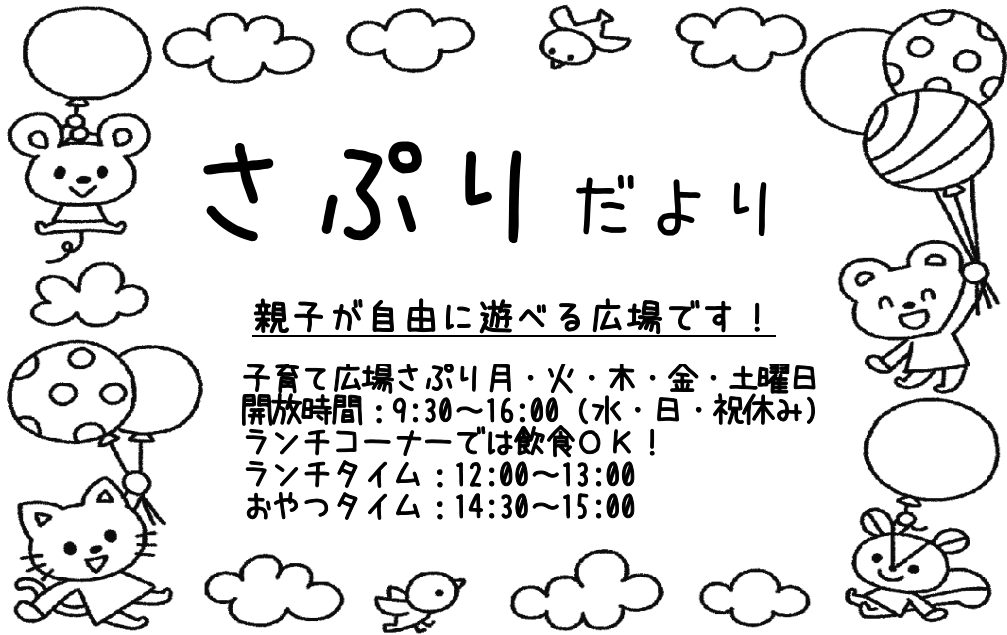 さぷりだより
親子が自由に遊べる広場です！
子育て広場さぷり月・火・木・金・土曜日
開放時間：9:30～16:00（水・日・祝休み）
ランチコーナーでは飲食ＯＫ！
ランチタイム：12:00～13:00
おやつタイム：14:30～15:00